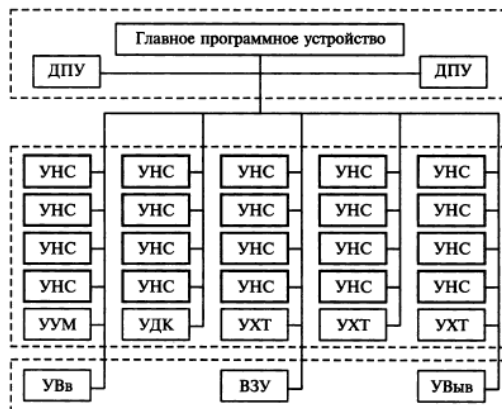 Главное программное устройство
ДПУ ДПУ
УНС УНС УНС УНС УНС
УНС УНС УНС УНС УНС
УНС УНС УНС УНС УНС
УНС УНС УНС УНС УНС
УУМ УДК УХТ УХТ УХТ
УВв ВЗУ УВыв